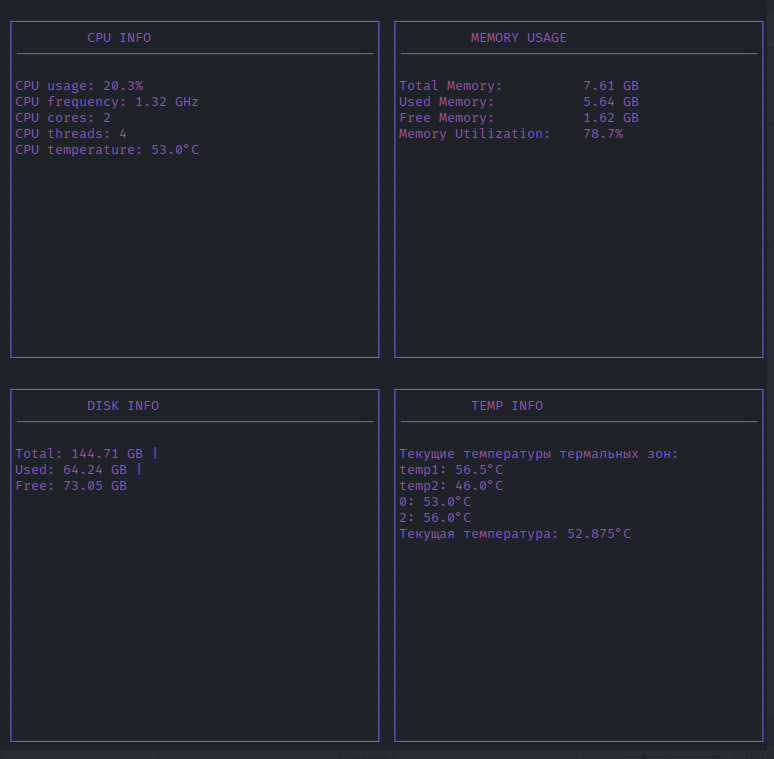 CPU INFO
CPU usage: 20.3%
CPU frequency: 1.32 GHz
CPU cores: 2
CPU threads: 4
CPU temperature: 53.0°C
MEMORY USAGE
Total Memory: 7.61 GB
Used Memory: 5.64 GB
Free Memory: 1.62 GB
Memory Utilization: 78.7%
DISK INFO
Total: 144.71 GB |
Used: 64.24 GB |
Free: 73.05 GB
TEMP INFO
Текущие температуры термальных зон:
temp1: 56.5°C
temp2: 46.0°C
0: 53.0°C
2: 56.0°C
Текущая температура: 52.875°C